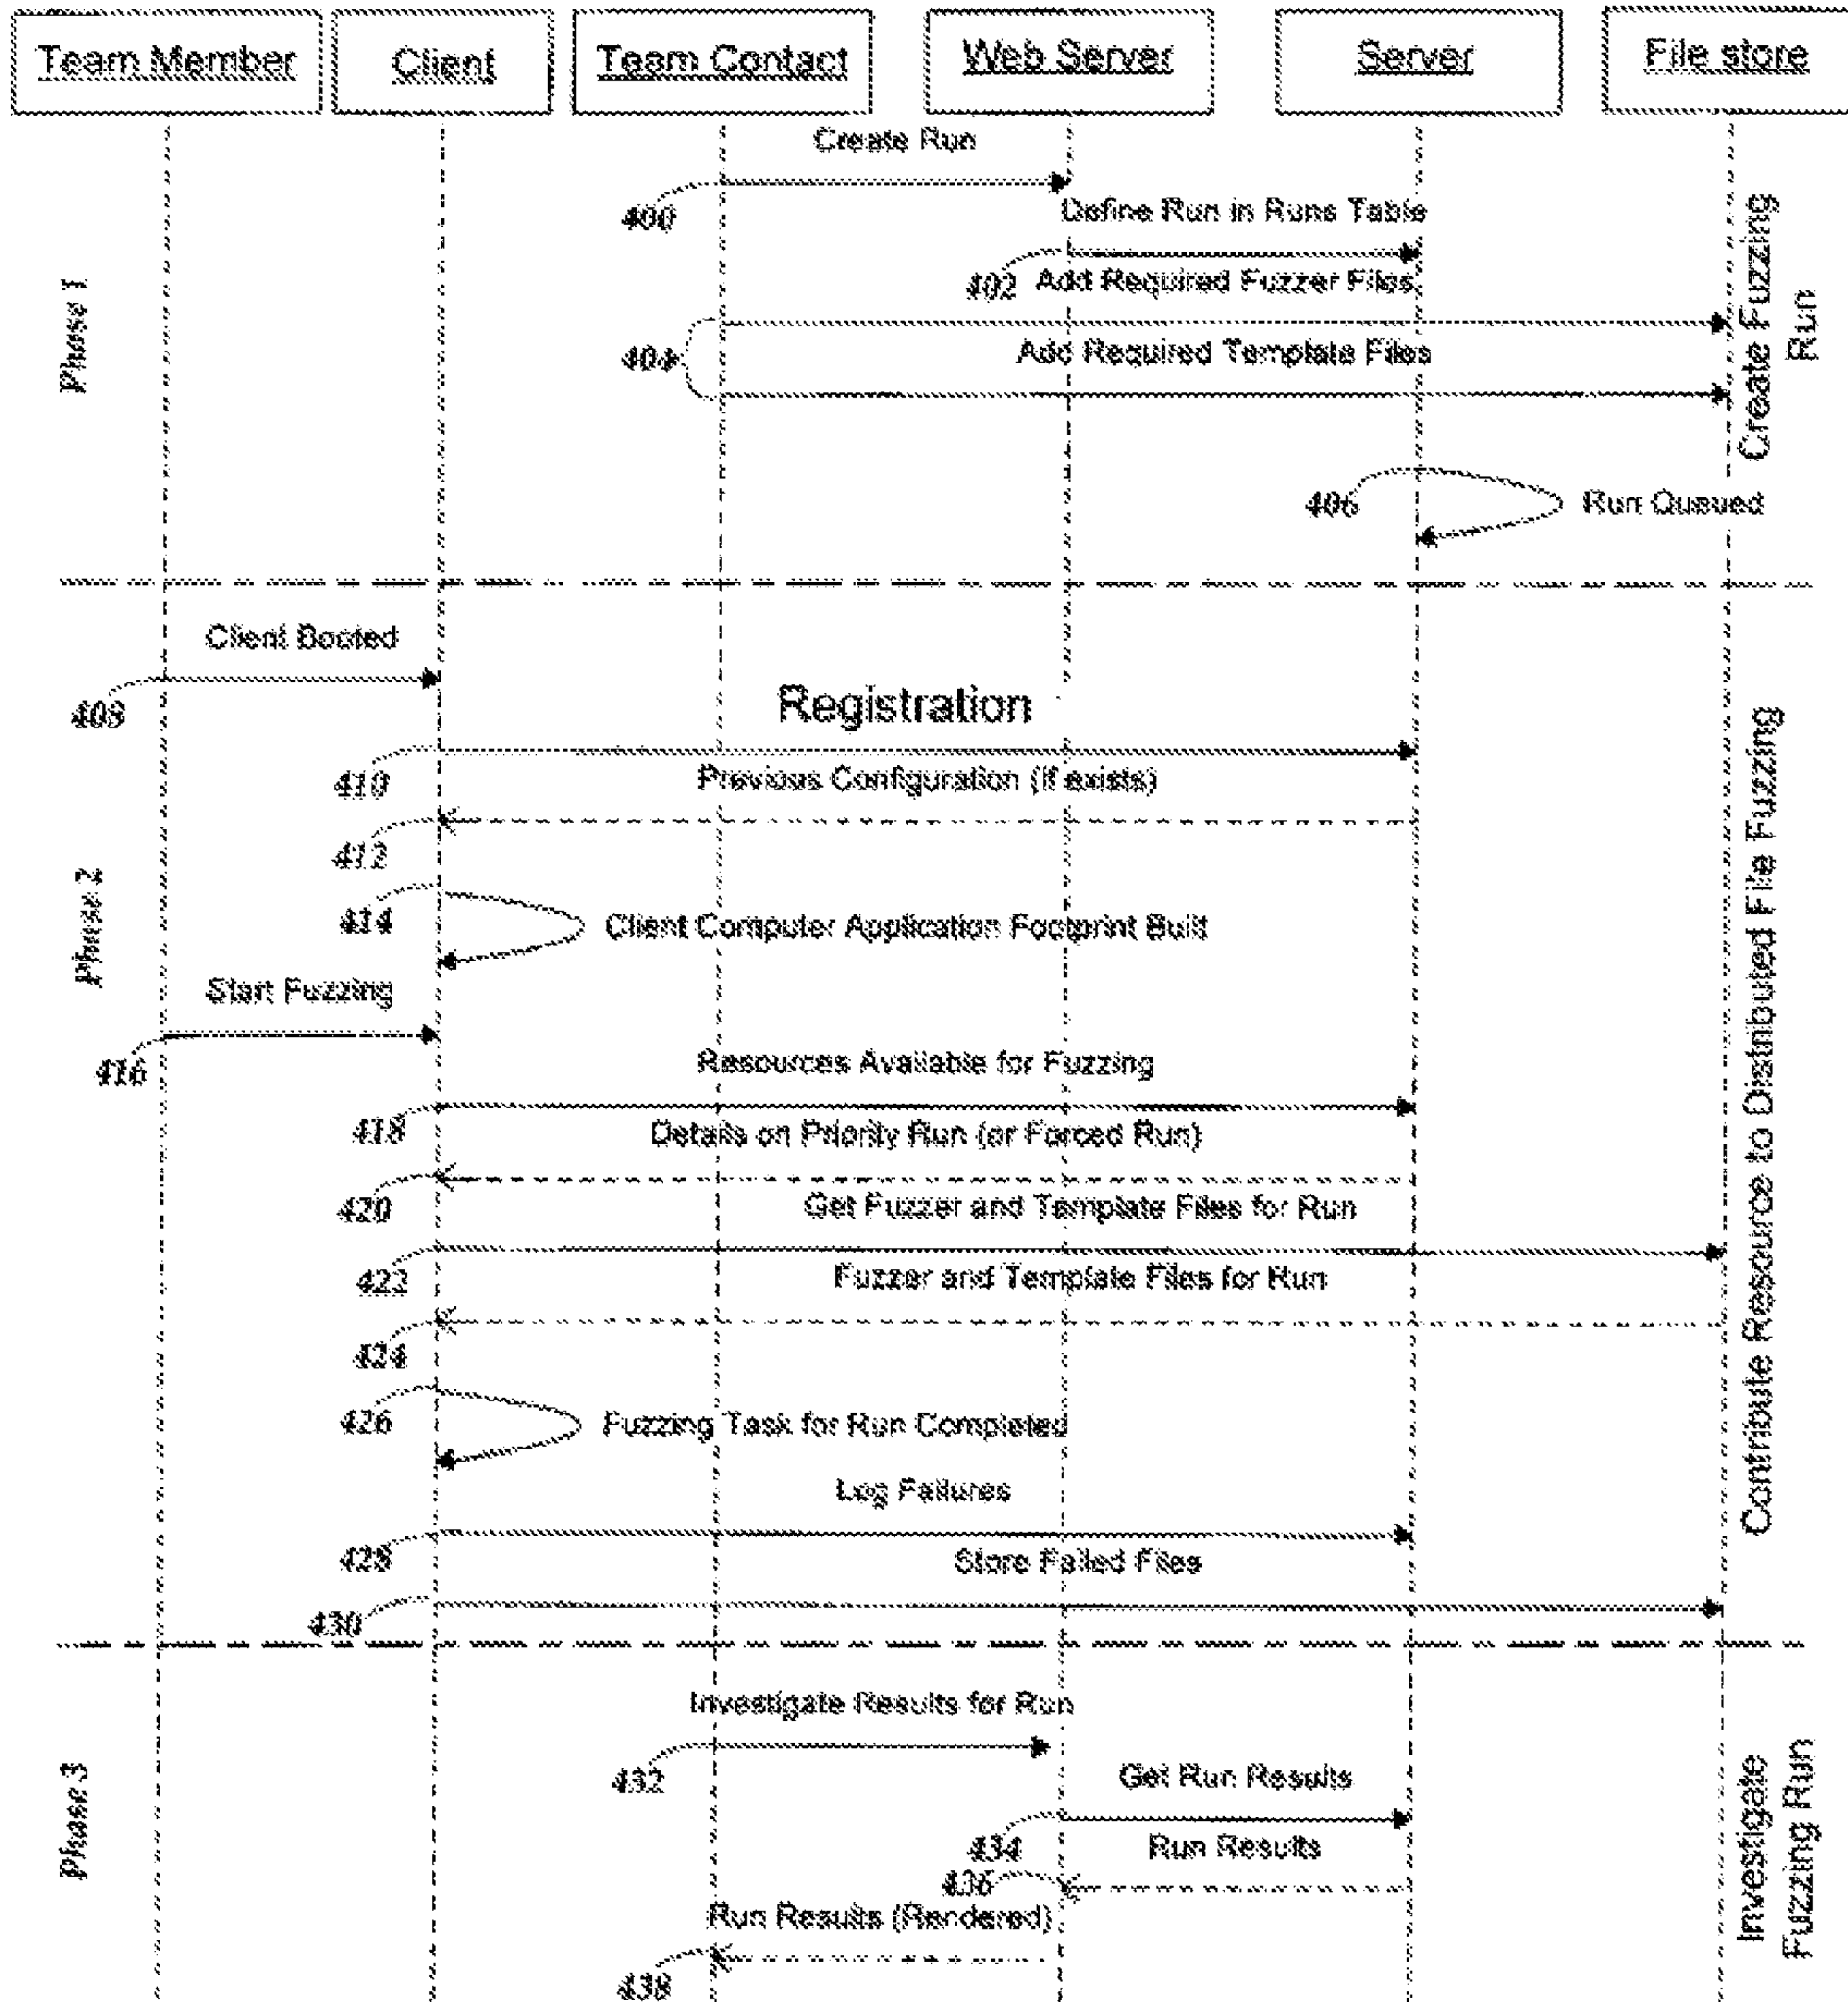 Team Member
Client
Team Contact
Web Server
Server
File store
Create Run
400
Define Run in Runs Table
402
Add Required Fuzzer Files
404
Add Required Template Files
406
Run Queued
Phase 1
Create Fuzzing
Run
Client Booted
408
Registration
410
Previous Configuration (if exists)
412
414
Client Computer Application Footprint Built
Start Fuzzing
416
Resources Available for Fuzzing
418
Details on Priority Run (or Forced Run)
420
Get Fuzzer and Template Files for Run
422
Fuzzer and Template Files for Run
424
426
Fuzzing Task for Run Completed
Log Failures
428
Store Failed Files
430
Phase 2
Contribute Resource to Distributed File Fuzzing
Investigate Results for Run
432
Get Run Results
434
Run Results
436
Run Results (Rendered)
438
Phase 3
Investigate
Fuzzing Run